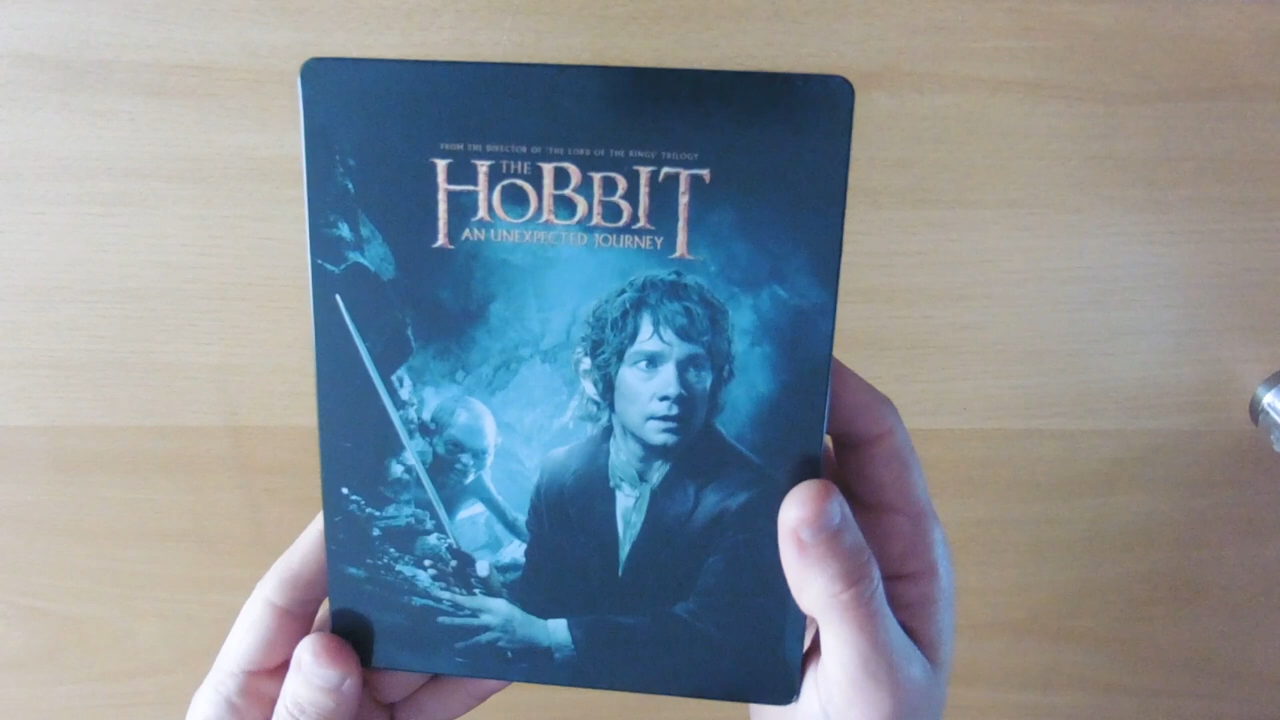 FROM THE DIRECTOR OF 'THE LORD OF THE RINGS' TRILOGY
THE
HOBBIT
AN UNEXPECTED JOURNEY